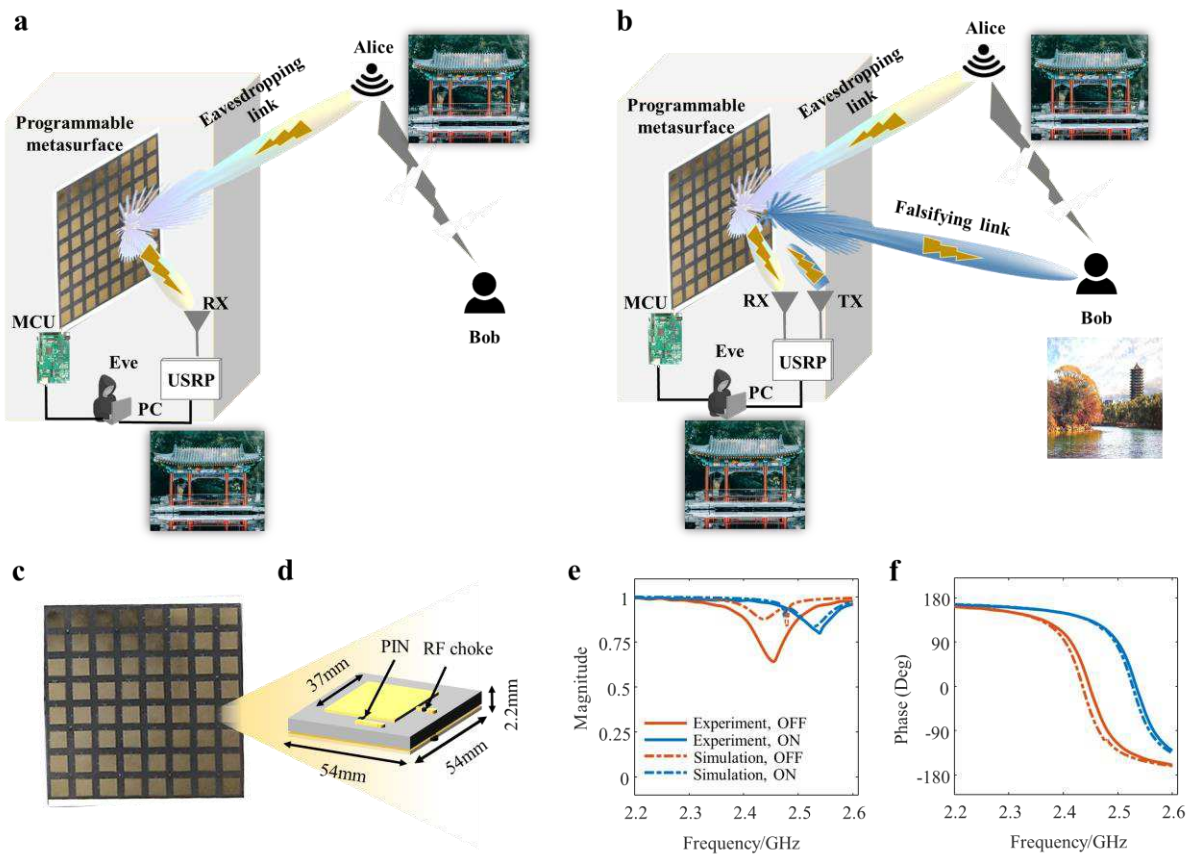 a
Alice
Eavesdropping
link
Programmable
metasurface
RX
MCU
Bob
Eve
USRP
PC
b
Alice
Eavesdropping
link
Programmable
metasurface
Falsifying link
RX
TX
MCU
Bob
Eve
USRP
PC
c
d
PIN
RF choke
37mm
2.2mm
54mm
54mm
e
1
0.75
0.5
0.25
0
Magnitude
Experiment, OFF
Experiment, ON
Simulation, OFF
Simulation, ON
2.2
2.3
2.4
2.5
2.6
Frequency/GHz
f
180
90
0
-90
-180
Phase (Deg)
2.2
2.3
2.4
2.5
2.6
Frequency/GHz